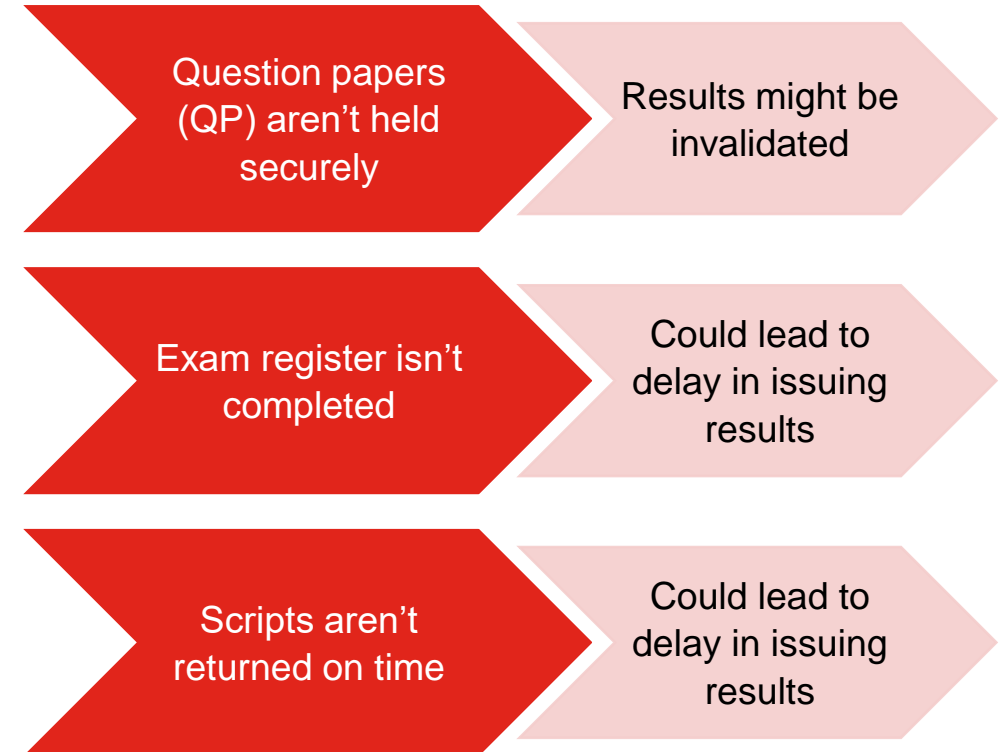 Question papers
(QP) aren’t held
securely
Results might be
invalidated
Exam register isn’t
completed
Could lead to
delay in issuing
results
Scripts aren’t
returned on time
Could lead to
delay in issuing
results